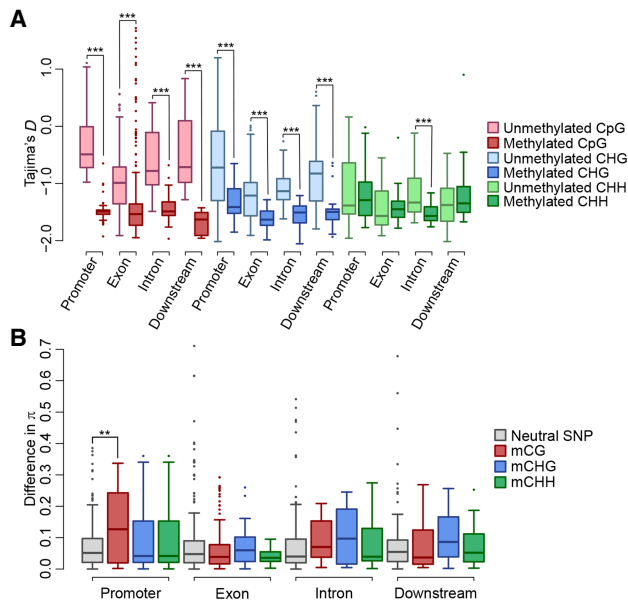 A
Tajima's D
1.0
0.0
−1.0
−2.0
***
***
***
***
***
***
***
***
***
Promoter
Exon
Intron
Downstream
Promoter
Exon
Intron
Downstream
Promoter
Exon
Intron
Downstream
Unmethylated CpG
Methylated CpG
Unmethylated CHG
Methylated CHG
Unmethylated CHH
Methylated CHH
B
Difference in π
0.7
0.6
0.5
0.4
0.3
0.2
0.1
0.0
**
Promoter
Exon
Intron
Downstream
Neutral SNP
mCG
mCHG
mCHH